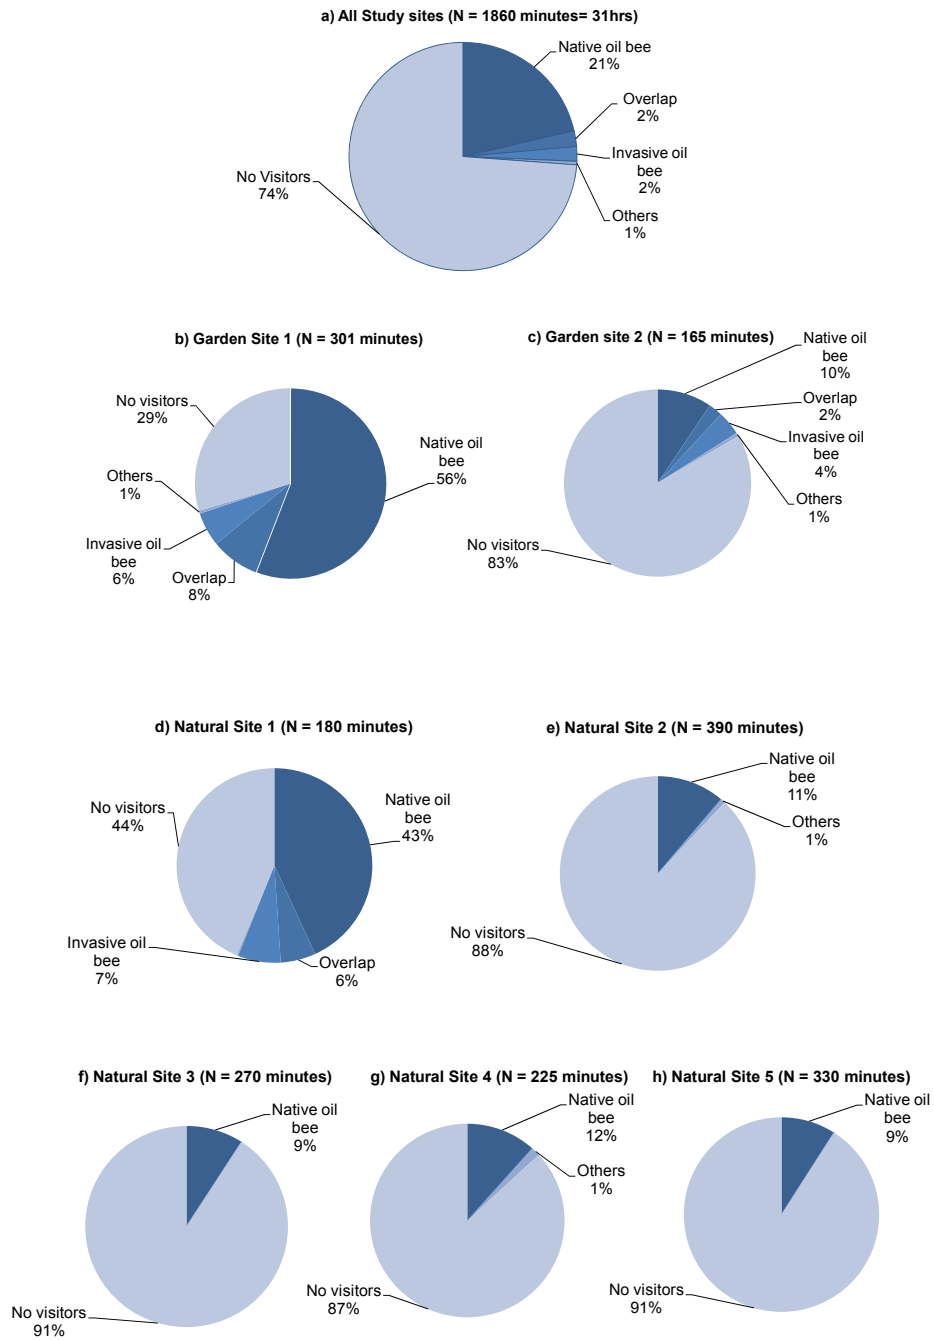 a) All Study sites (N = 1860 minutes= 31hrs)
Native oil bee
21%
Overlap
2%
Invasive oil
bee
2%
Others
1%
No Visitors
74%
b) Garden Site 1 (N = 301 minutes)
No visitors
29%
Others
1%
Invasive oil
bee
6%
Overlap
8%
Native oil
bee
56%
c) Garden site 2 (N = 165 minutes)
Native oil
bee
10%
Overlap
2%
Invasive oil
bee
4%
Others
1%
No visitors
83%
d) Natural Site 1 (N = 180 minutes)
No visitors
44%
Native oil
bee
43%
Invasive oil
bee
7%
Overlap
6%
e) Natural Site 2 (N = 390 minutes)
Native oil
bee
11%
Others
1%
No visitors
88%
f) Natural Site 3 (N = 270 minutes)
Native oil
bee
9%
No visitors
91%
g) Natural Site 4 (N = 225 minutes)
Native oil
bee
12%
Others
1%
No visitors
87%
h) Natural Site 5 (N = 330 minutes)
Native oil
bee
9%
No visitors
91%